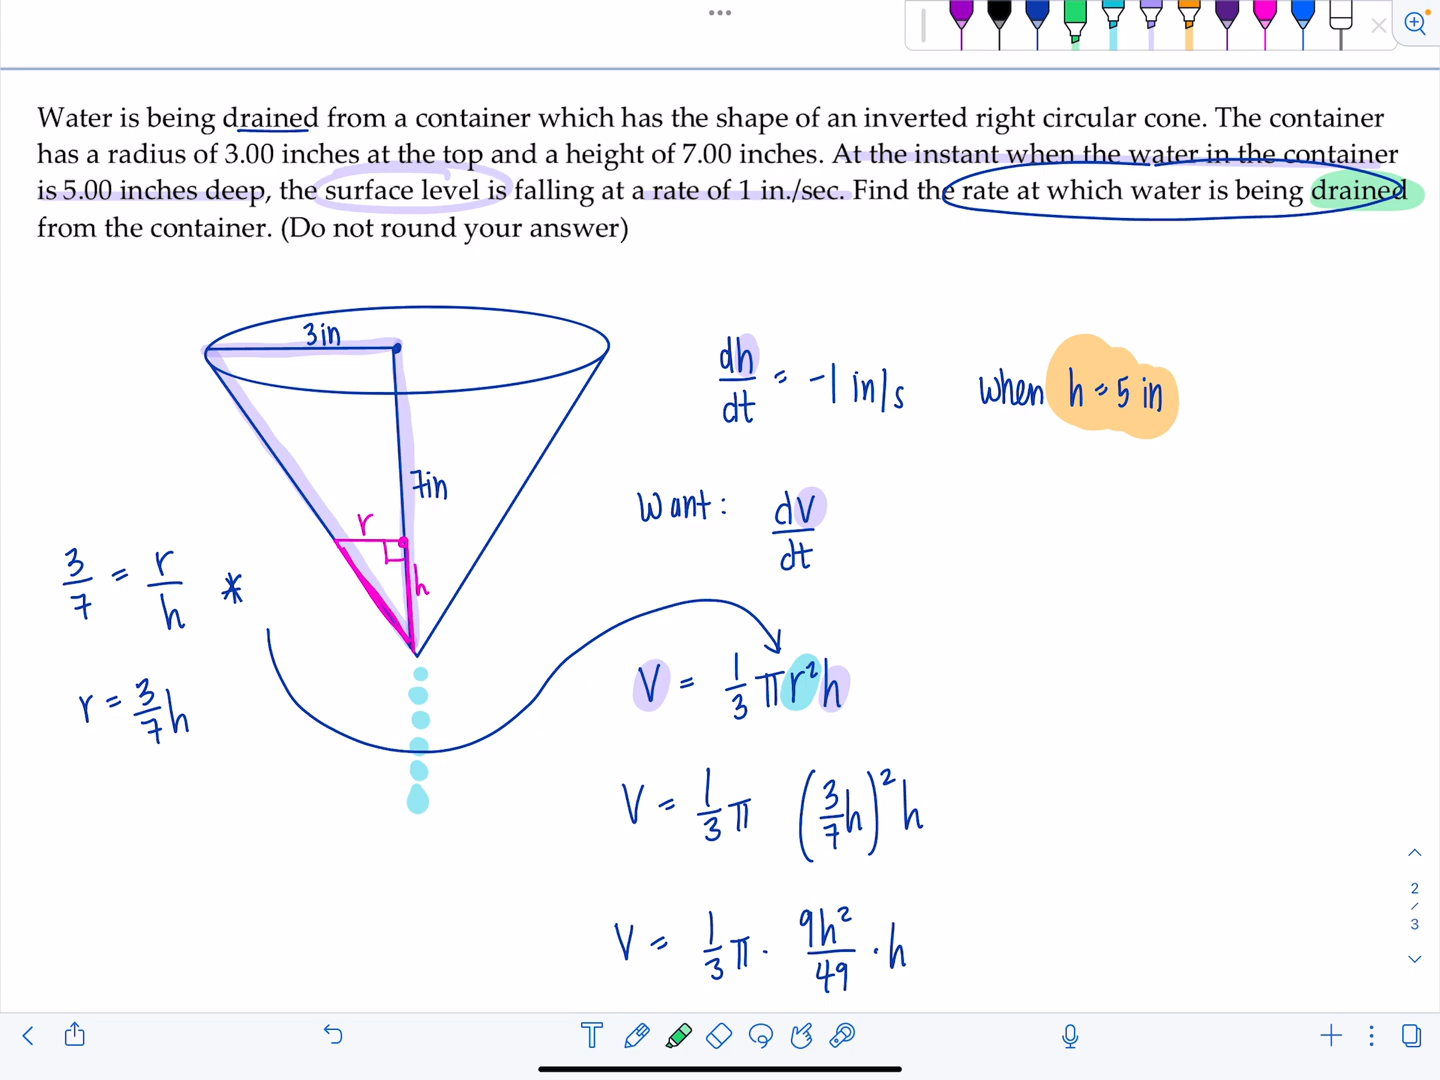 Water is being drained from a container which has the shape of an inverted right circular cone. The container
has a radius of 3.00 inches at the top and a height of 7.00 inches. At the instant when the water in the container
is 5.00 inches deep, the surface level is falling at a rate of 1 in./sec. Find the rate at which water is being drained
from the container. (Do not round your answer)
3in
dh/dt = -1 in/s when h = 5 in
7in
Want: dV/dt
r
h
3/7 = r/h *
r = 3/7 h
V = 1/3 πr²h
V = 1/3 π (3/7 h)² h
V = 1/3 π · 9h²/49 · h
2
/
3
T